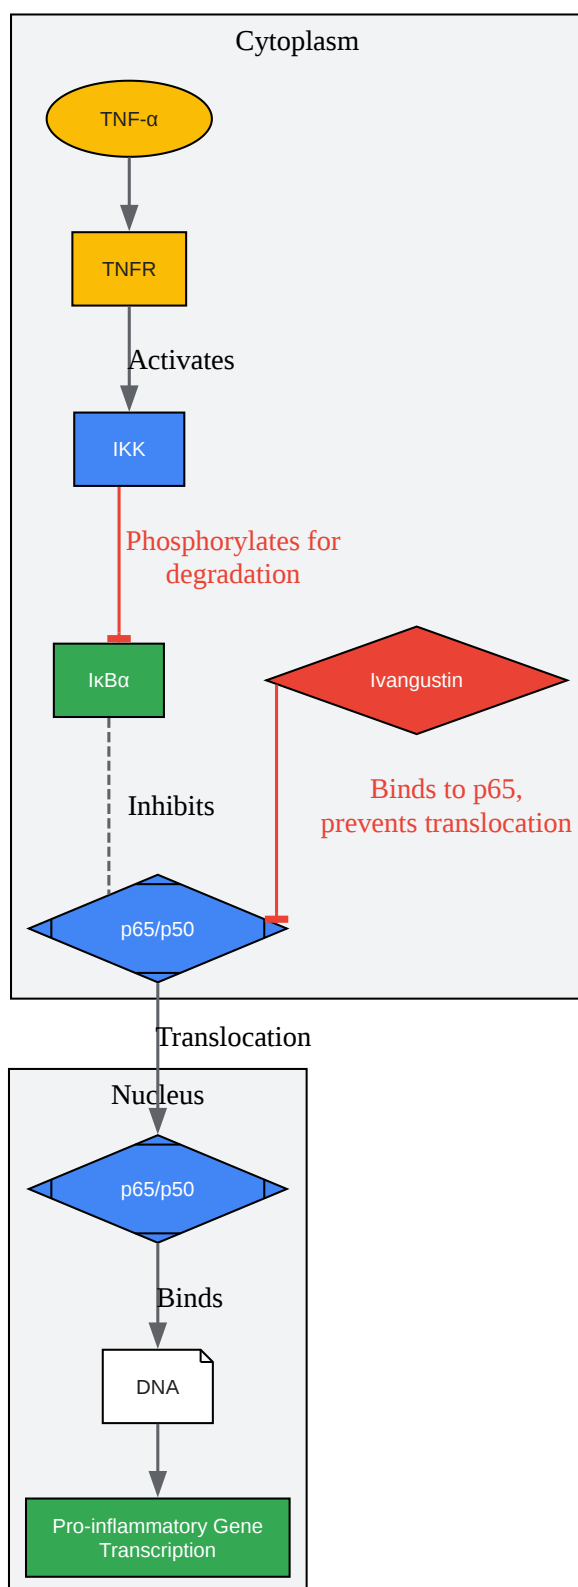 Cytoplasm
TNF-α
TNFR
Activates
IKK
Phosphorylates for
degradation
IκBα
Ivangustin
Binds to p65,
prevents translocation
Inhibits
p65/p50
Translocation
Nucleus
p65/p50
Binds
DNA
Pro-inflammatory Gene
Transcription